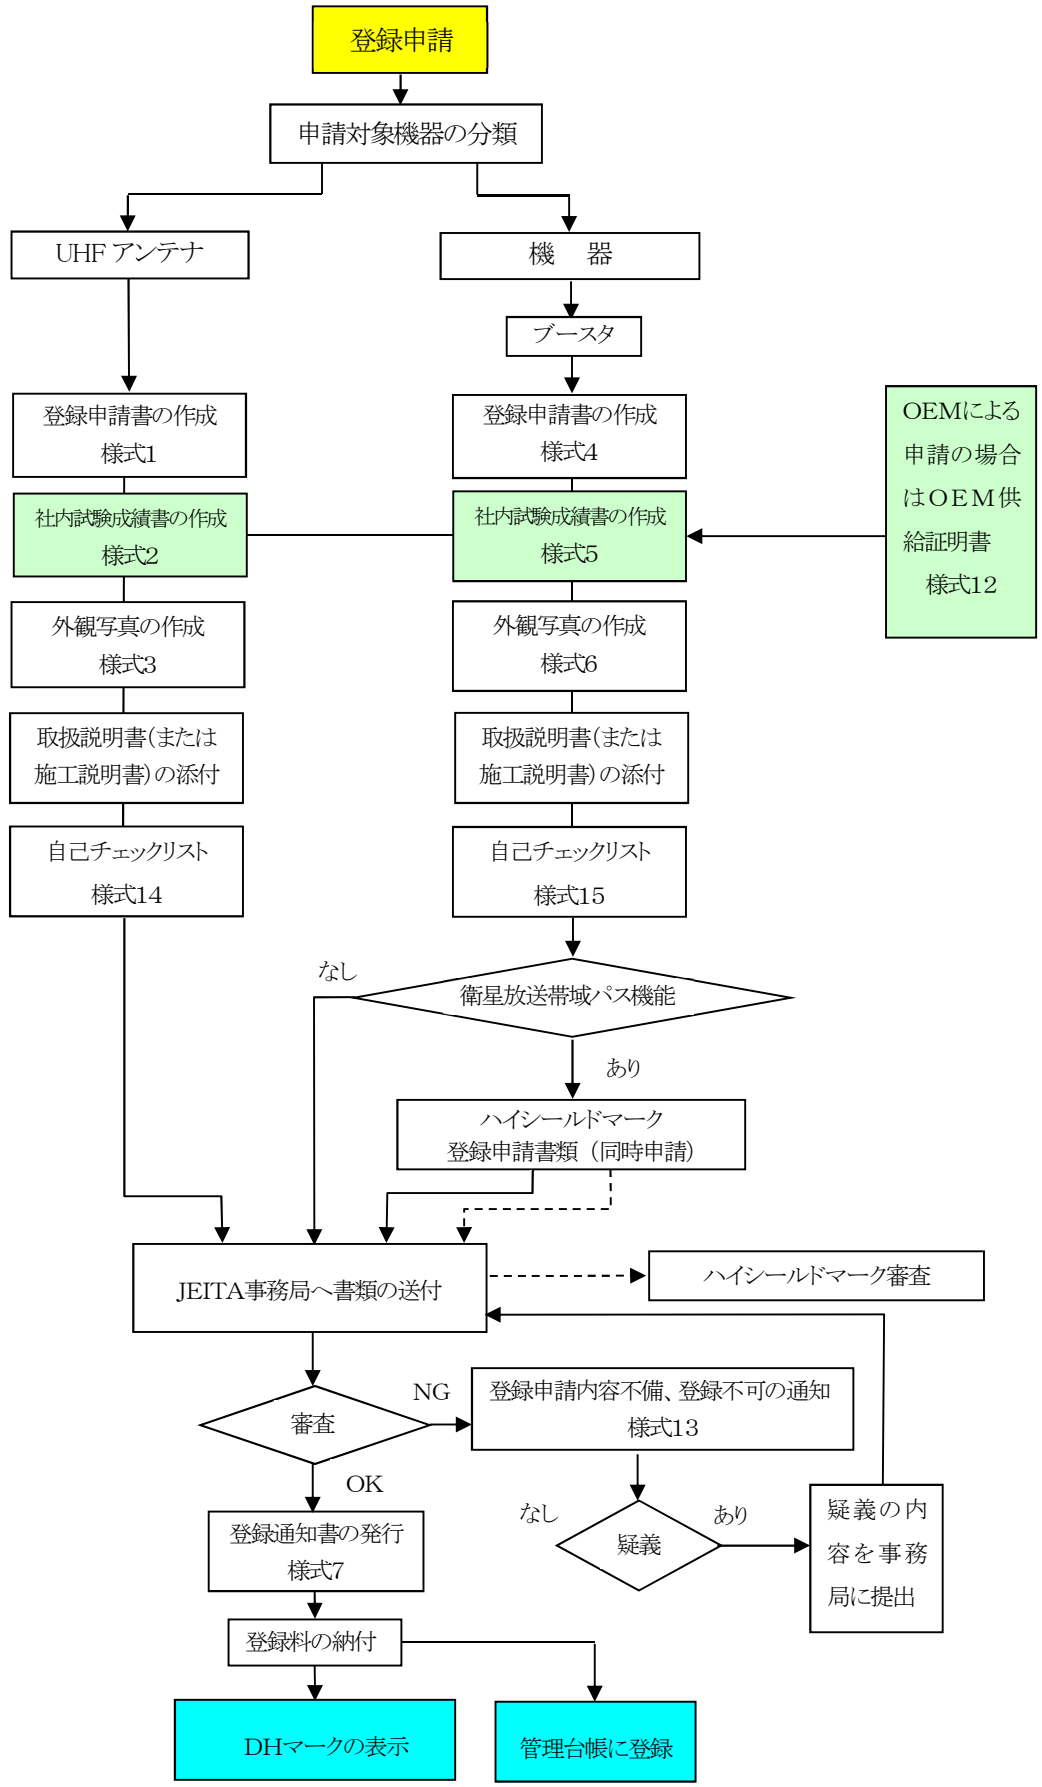 登録申請
申請対象機器の分類
UHFアンテナ
機　器
ブースタ
登録申請書の作成
様式1
登録申請書の作成
様式4
OEMによる
申請の場合
はOEM供
給証明書
様式12
社内試験成績書の作成
様式2
社内試験成績書の作成
様式5
外観写真の作成
様式3
外観写真の作成
様式6
取扱説明書(または
施工説明書)の添付
取扱説明書(または
施工説明書)の添付
自己チェックリスト
様式14
自己チェックリスト
様式15
なし
衛星放送帯域パス機能
あり
ハイシールドマーク
登録申請書類（同時申請）
JEITA事務局へ書類の送付
ハイシールドマーク審査
審査
NG
登録申請内容不備、登録不可の通知
様式13
OK
なし
疑義
あり
疑義の内
容を事務
局に提出
登録通知書の発行
様式7
登録料の納付
DHマークの表示
管理台帳に登録